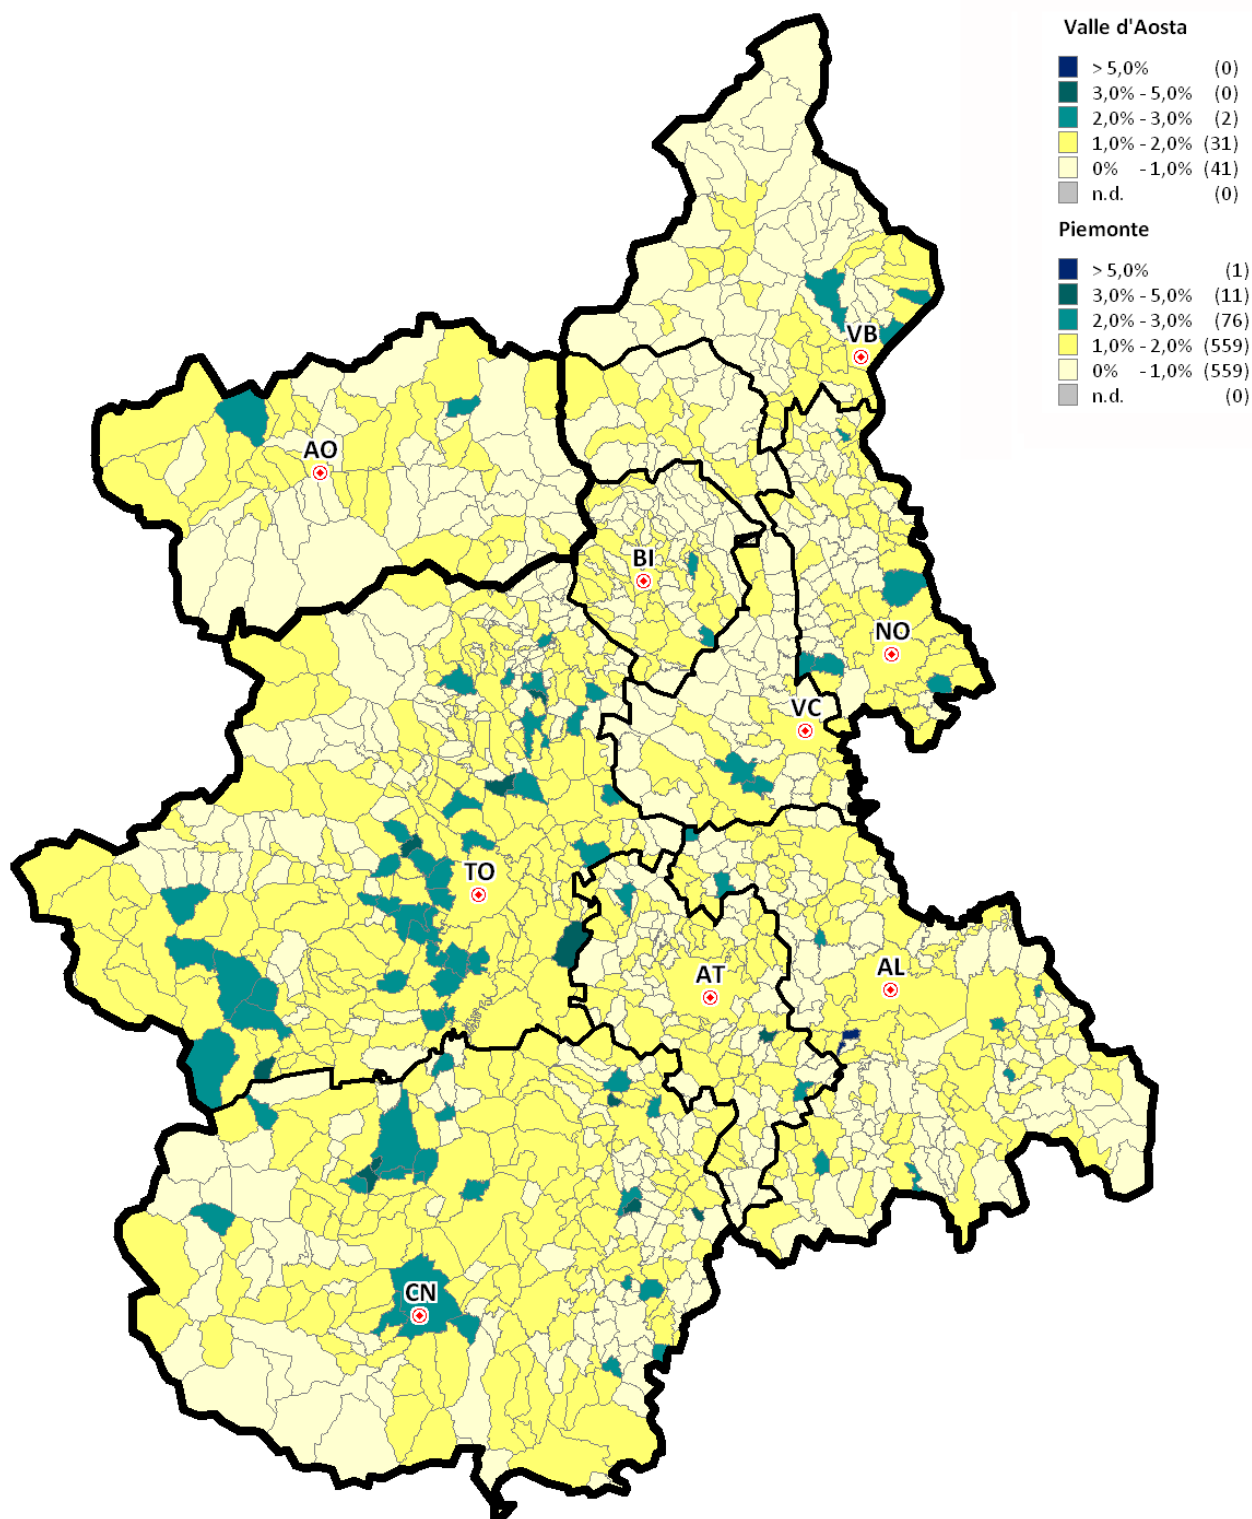 Valle d'Aosta
> 5,0% (0)
3,0% - 5,0% (0)
2,0% - 3,0% (2)
1,0% - 2,0% (31)
0% - 1,0% (41)
n.d. (0)
Piemonte
> 5,0% (1)
3,0% - 5,0% (11)
2,0% - 3,0% (76)
1,0% - 2,0% (559)
0% - 1,0% (559)
n.d. (0)
VB
AO
BI
NO
VC
TO
AT
AL
CN